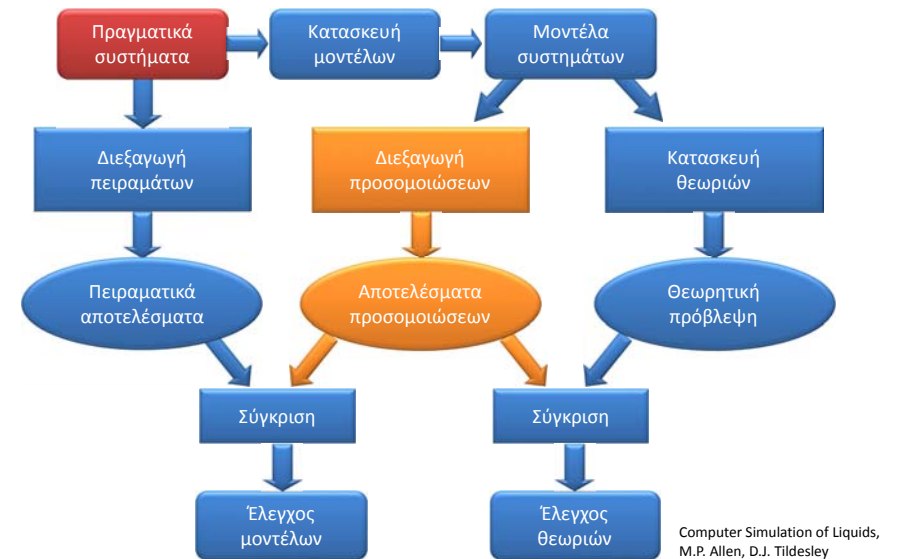 Πραγματικά
συστήματα
Κατασκευή
μοντέλων
Μοντέλα
συστημάτων
Διεξαγωγή
πειραμάτων
Διεξαγωγή
προσομοιώσεων
Κατασκευή
θεωριών
Πειραματικά
αποτελέσματα
Αποτελέσματα
προσομοιώσεων
Θεωρητική
πρόβλεψη
Σύγκριση
Σύγκριση
Έλεγχος
μοντέλων
Έλεγχος
θεωριών
Computer Simulation of Liquids,
M.P. Allen, D.J. Tildesley